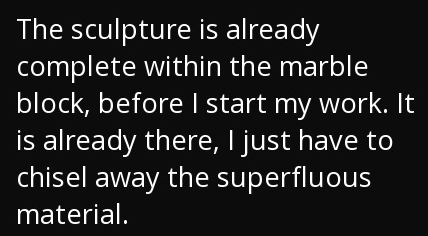 The sculpture is already
complete within the marble
block, before I start my work. It
is already there, I just have to
chisel away the superfluous
material.